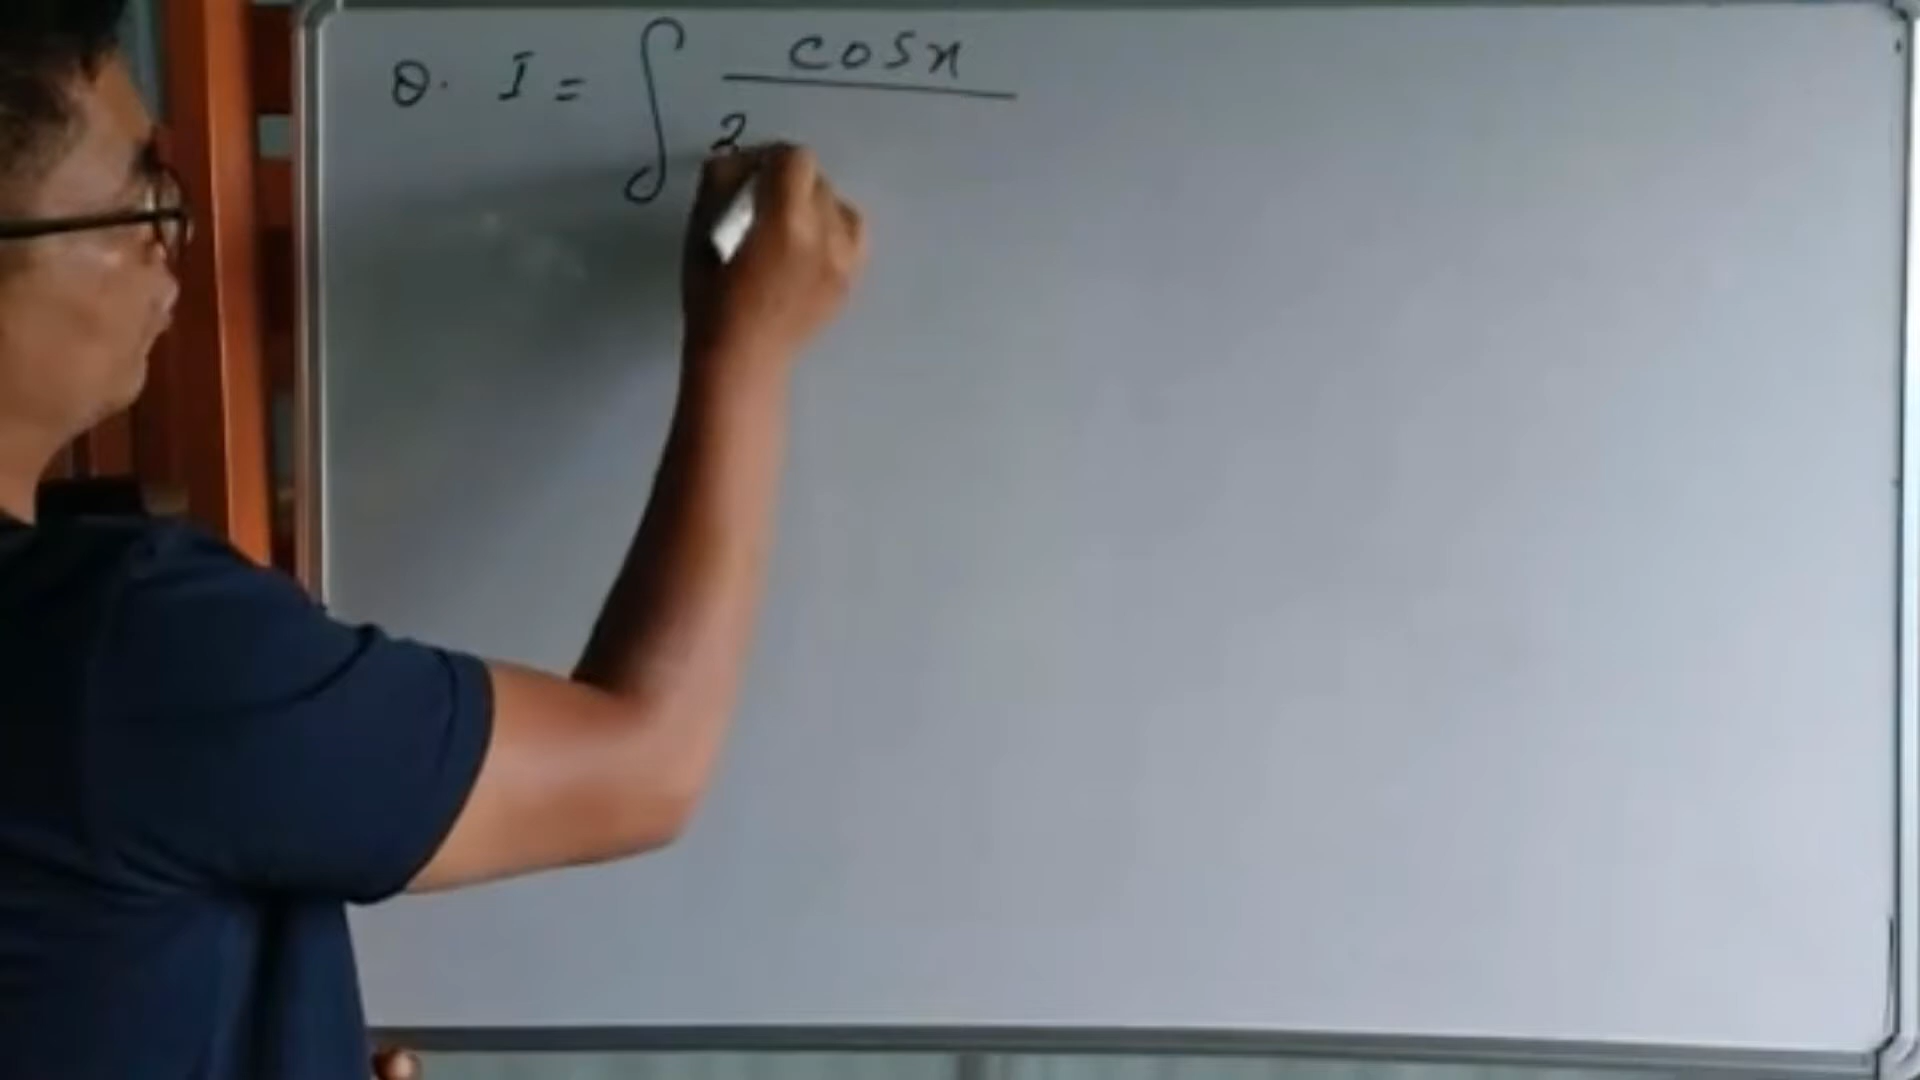 Q. I = ∫ cosx
2